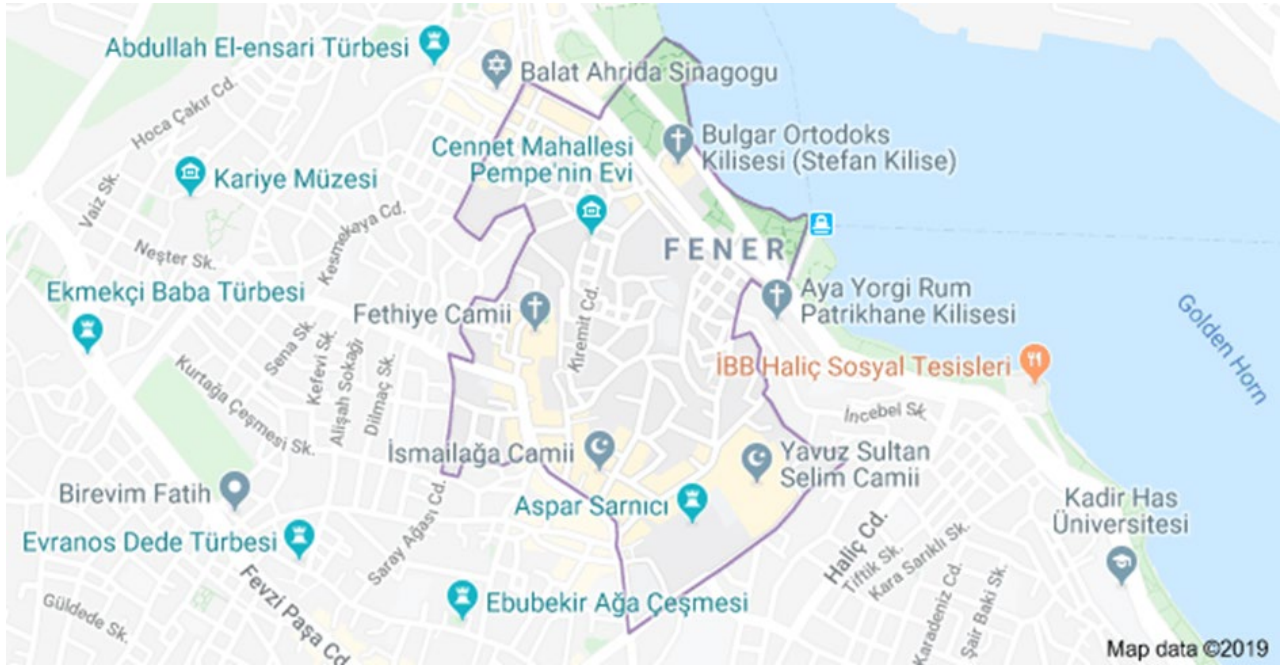 Abdullah El-ensari Türbesi
Balat Ahrida Sinagogu
Hoca Çakır Cd.
Bulgar Ortodoks
Kilisesi (Stefan Kilise)
Cennet Mahallesi
Pempe'nin Evi
Kariye Müzesi
Vaiz Sk.
Kesmekaya Cd.
Neşter Sk.
FENER
Ekmekçi Baba Türbesi
Fethiye Camii
Kiremit Cd.
Aya Yorgi Rum
Patrikhane Kilisesi
Golden Horn
Sena Sk.
Kefevi Sk.
Alişah Sokağı
Dilmaç Sk.
Kurtağa Çeşmesi Sk.
İBB Haliç Sosyal Tesisleri
İncebel Sk
İsmailağa Camii
Yavuz Sultan
Selim Camii
Birevim Fatih
Aspar Sarnıcı
Kadir Has
Üniversitesi
Evranos Dede Türbesi
Saray Ağası Cd.
Haliç Cd.
Tiftik Sk.
Kara Sarıklı Sk.
Karadeniz Cd.
Şair Baki Sk.
Fevzi Paşa Cd
Güldede Sk.
Ebubekir Ağa Çeşmesi
Map data ©2019